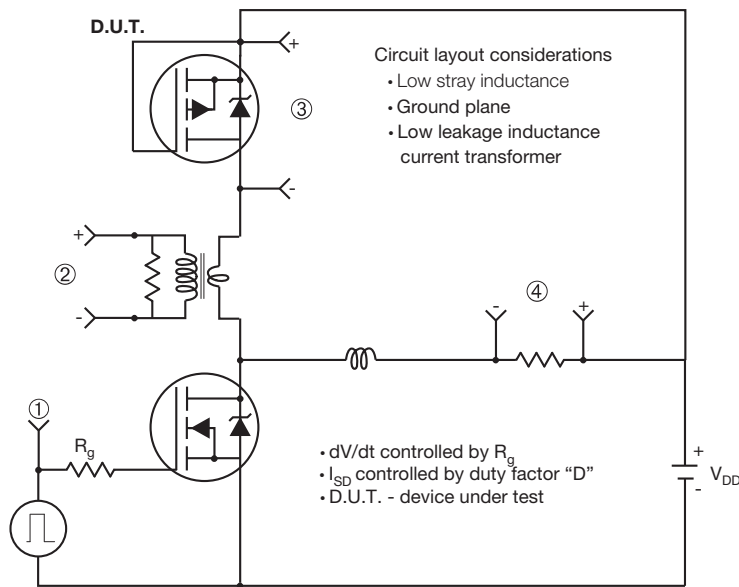 D.U.T.
+
Circuit layout considerations
• Low stray inductance
• Ground plane
• Low leakage inductance
current transformer
③
-
+
②
-
④
-
+
①
Rg
• dV/dt controlled by Rg
• ISD controlled by duty factor “D”
• D.U.T. - device under test
+
VDD
-